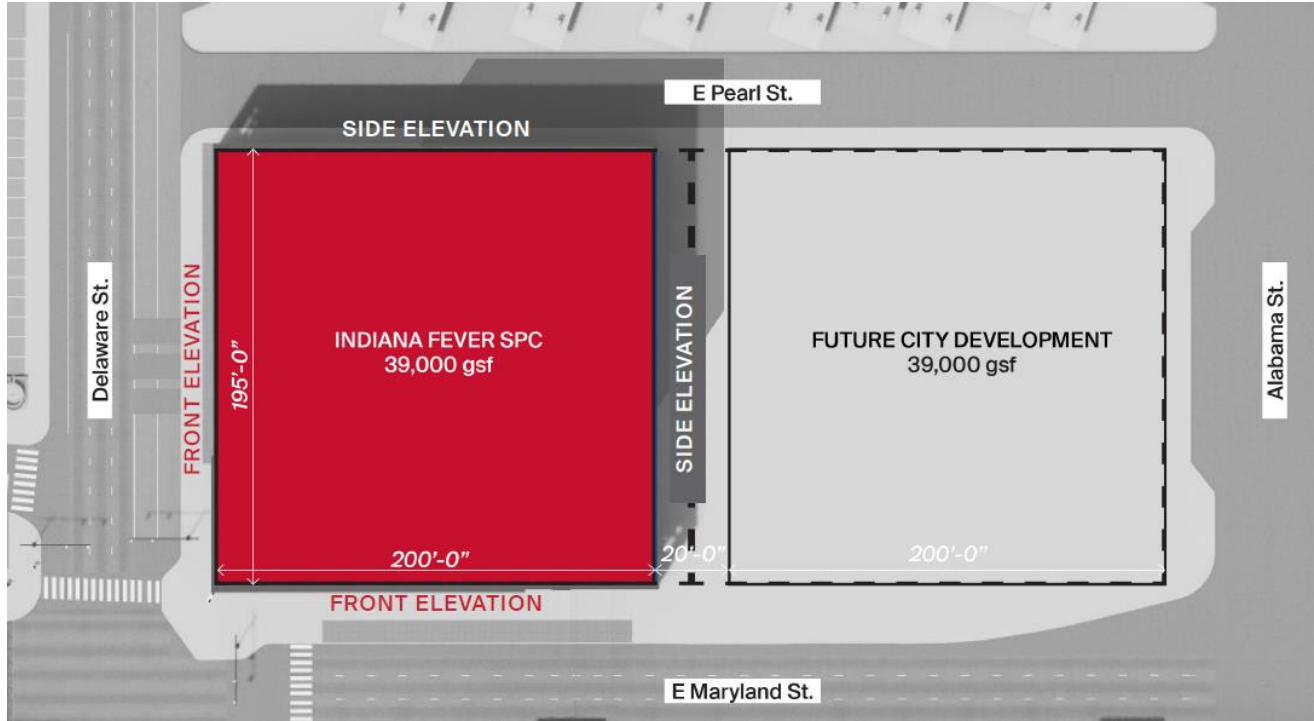 E Pearl St.
SIDE ELEVATION
Delaware St.
FRONT ELEVATION
195'-0"
INDIANA FEVER SPC
39,000 gsf
SIDE ELEVATION
FUTURE CITY DEVELOPMENT
39,000 gsf
Alabama St.
200'-0"
20'-0"
200'-0"
FRONT ELEVATION
E Maryland St.